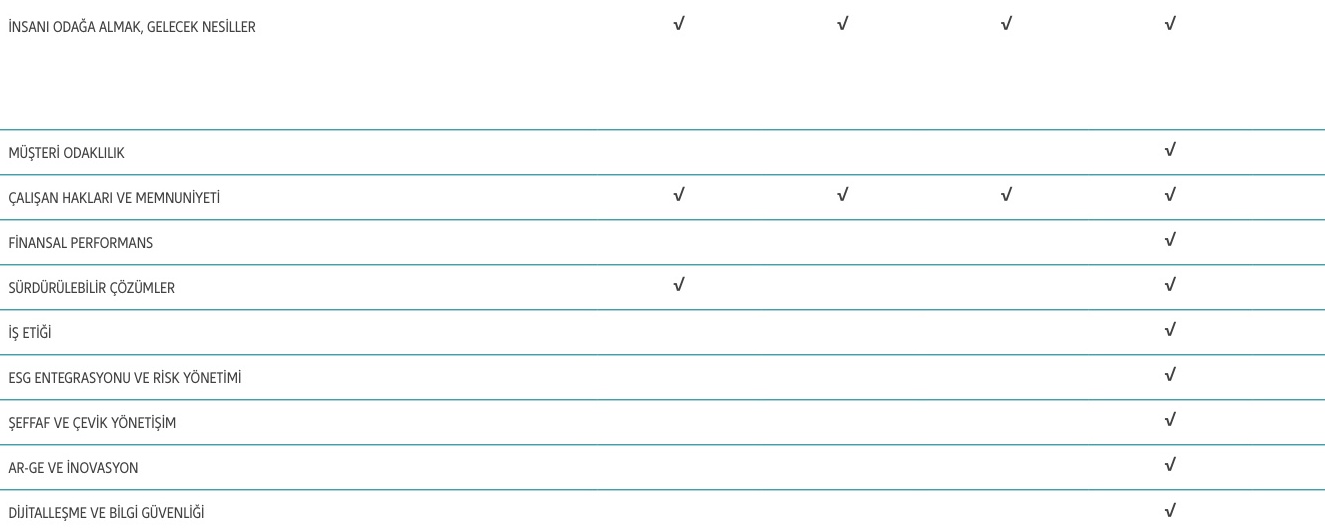 İNSANI ODAĞA ALMAK, GELECEK NESİLLER √ √ √ √
MÜŞTERİ ODAKLILIK √
ÇALIŞAN HAKLARI VE MEMNUNİYETİ √ √ √ √
FİNANSAL PERFORMANS √
SÜRDÜRÜLEBİLİR ÇÖZÜMLER √ √
İŞ ETİĞİ √
ESG ENTEGRASYONU VE RİSK YÖNETİMİ √
ŞEFFAF VE ÇEVİK YÖNETİŞİM √
AR-GE VE İNOVASYON √
DİJİTALLEŞME VE BİLGİ GÜVENLİĞİ √